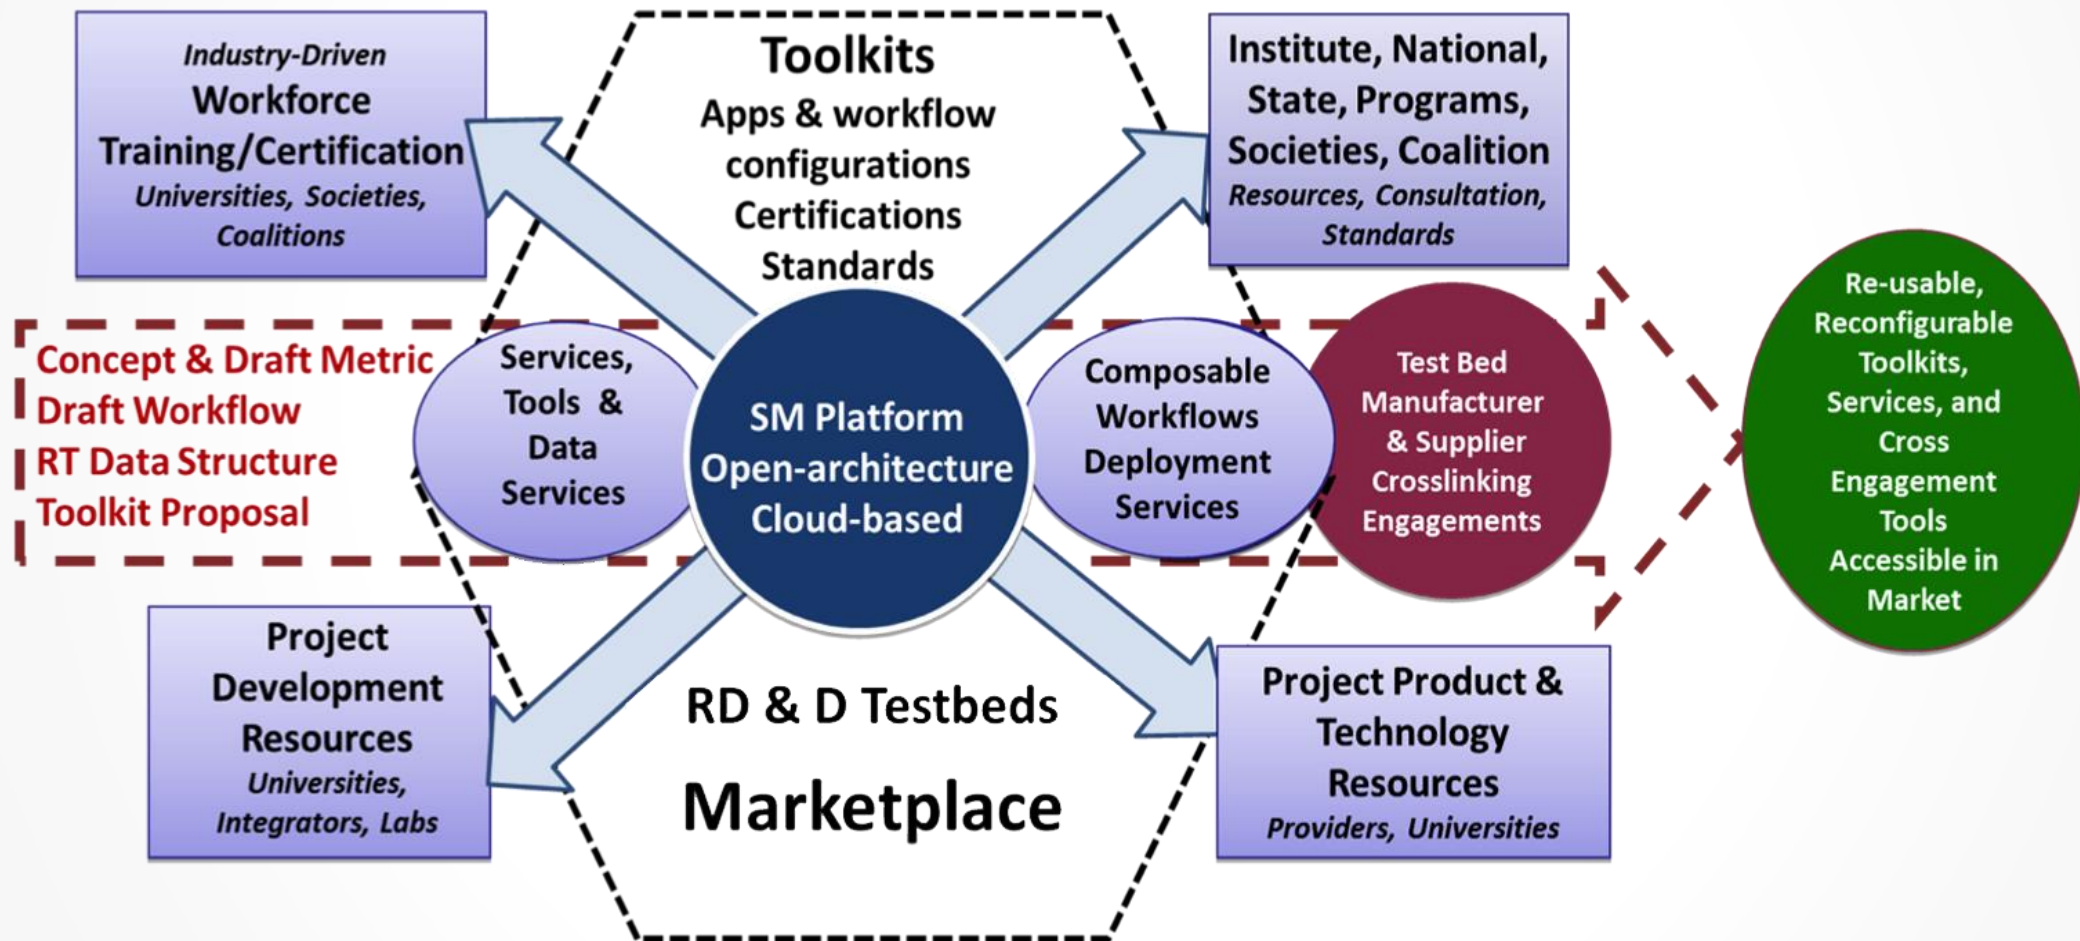 Industry-Driven
Workforce
Training/Certification
Universities, Societies,
Coalitions
Toolkits
Apps & workflow
configurations
Certifications
Standards
Institute, National,
State, Programs,
Societies, Coalition
Resources, Consultation,
Standards
Concept & Draft Metric
Draft Workflow
RT Data Structure
Toolkit Proposal
Services,
Tools &
Data
Services
SM Platform
Open-architecture
Cloud-based
Composable
Workflows
Deployment
Services
Test Bed
Manufacturer
& Supplier
Crosslinking
Engagements
Re-usable,
Reconfigurable
Toolkits,
Services, and
Cross
Engagement
Tools
Accessible in
Market
Project
Development
Resources
Universities,
Integrators, Labs
RD & D Testbeds
Marketplace
Project Product &
Technology
Resources
Providers, Universities